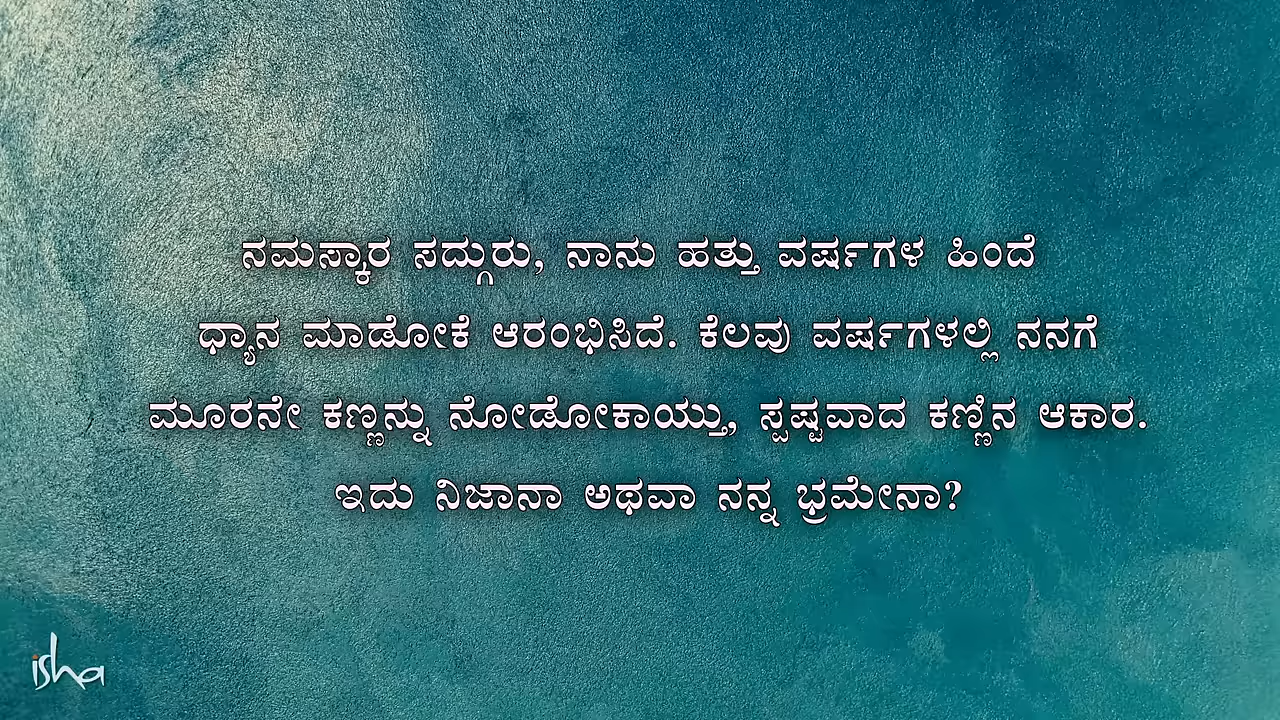 ನಮಸ್ಕಾರ ಸದ್ಗುರು, ನಾನು ಹತ್ತು ವರ್ಷಗಳ ಹಿಂದೆ
ಧ್ಯಾನ ಮಾಡೋಕೆ ಆರಂಭಿಸಿದೆ. ಕೆಲವು ವರ್ಷಗಳಲ್ಲಿ ನನಗೆ
ಮೂರನೇ ಕಣ್ಣನ್ನು ನೋಡೋಕಾಯ್ತು, ಸ್ಪಷ್ಟವಾದ ಕಣ್ಣಿನ ಆಕಾರ.
ಇದು ನಿಜಾನಾ ಅಥವಾ ನನ್ನ ಭ್ರಮೇನಾ?
isha